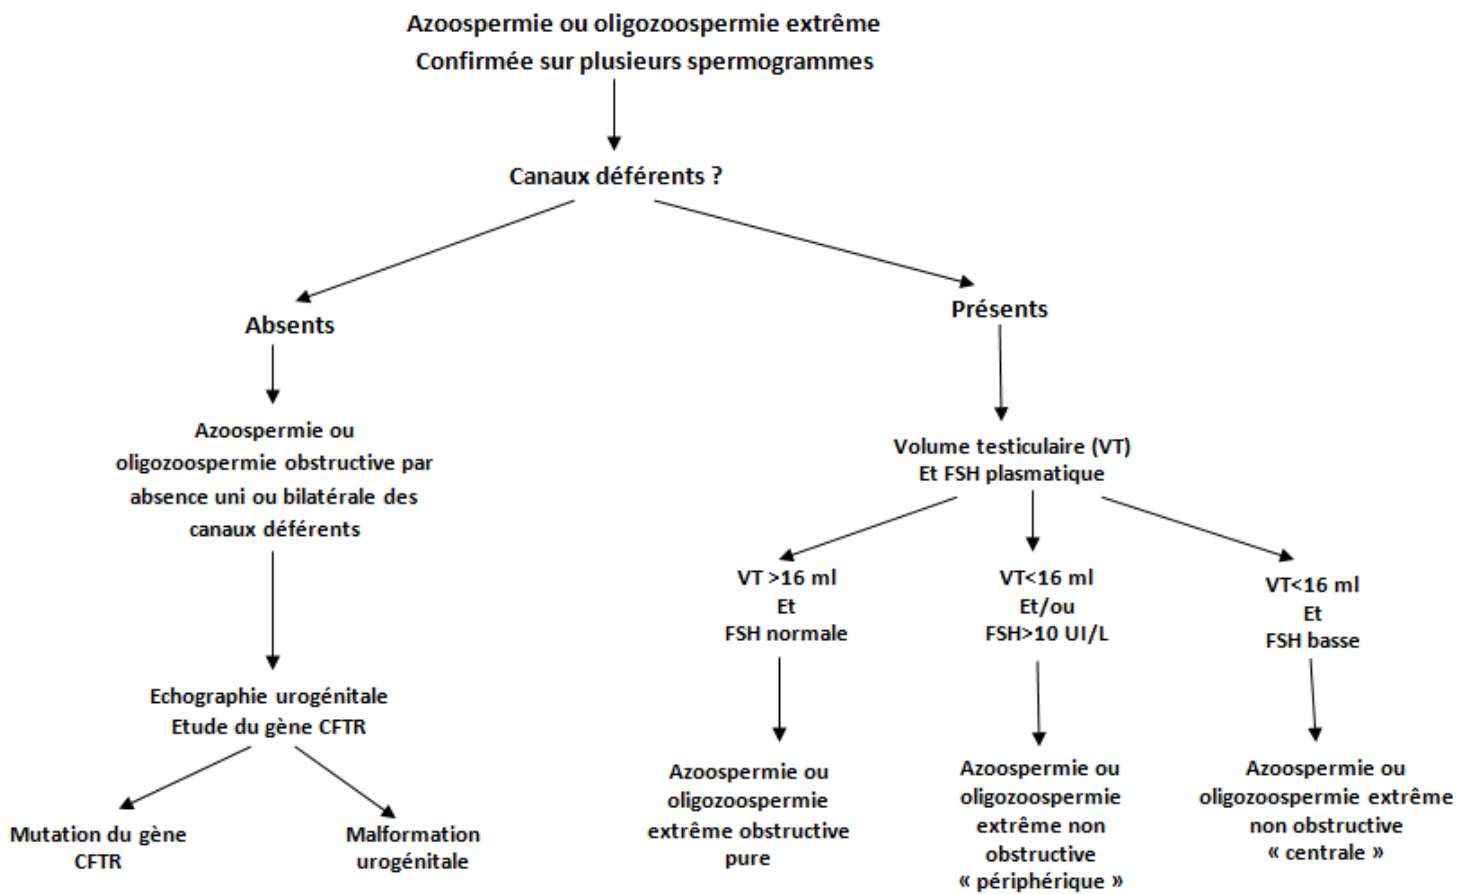 Azoospermie ou oligozoospermie extrême
Confirmée sur plusieurs spermogrammes
Canaux déférents ?
Absents
Présents
Azoospermie ou
oligozoospermie obstructive par
absence uni ou bilatérale des
canaux déférents
Volume testiculaire (VT)
Et FSH plasmatique
VT >16 ml
Et
FSH normale
VT<16 ml
Et/ou
FSH>10 UI/L
VT<16 ml
Et
FSH basse
Echographie urogénitale
Etude du gène CFTR
Mutation du gène
CFTR
Malformation
urogénitale
Azoospermie ou
oligozoospermie
extrême obstructive
pure
Azoospermie ou
oligozoospermie
extrême non
obstructive
« périphérique »
Azoospermie ou
oligozoospermie extrême
non obstructive
« centrale »